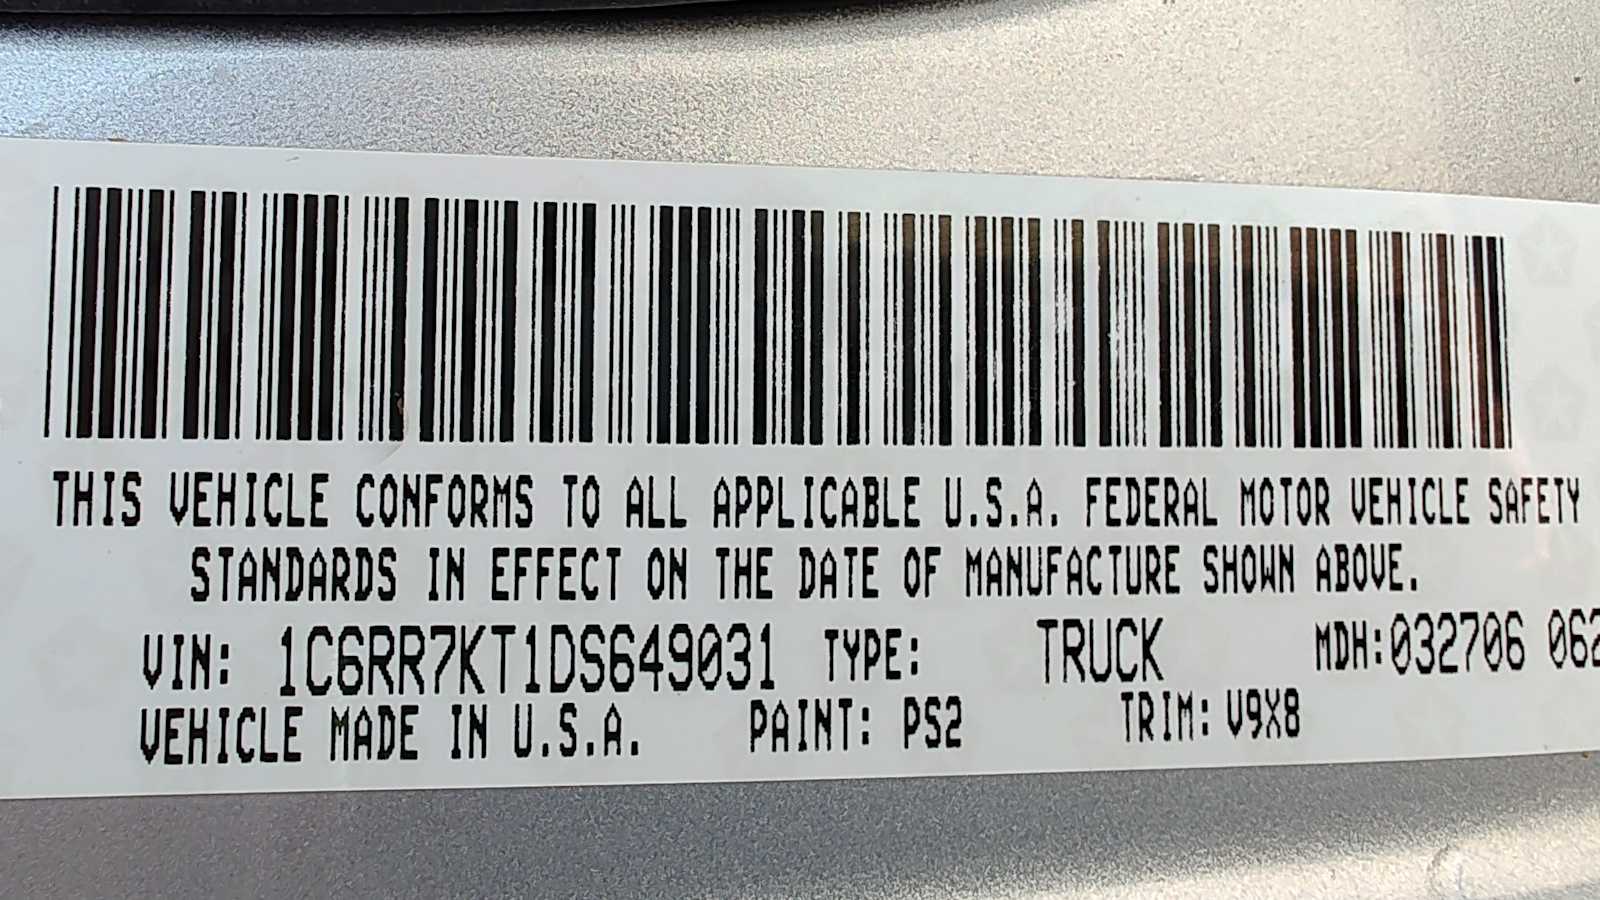 THIS VEHICLE CONFORMS TO ALL APPLICABLE U.S.A. FEDERAL MOTOR VEHICLE SAFETY
STANDARDS IN EFFECT ON THE DATE OF MANUFACTURE SHOWN ABOVE.
VIN: 1C6RR7KT1DS649031 TYPE: TRUCK MDH:032706 062
VEHICLE MADE IN U.S.A. PAINT: PS2 TRIM: V9X8